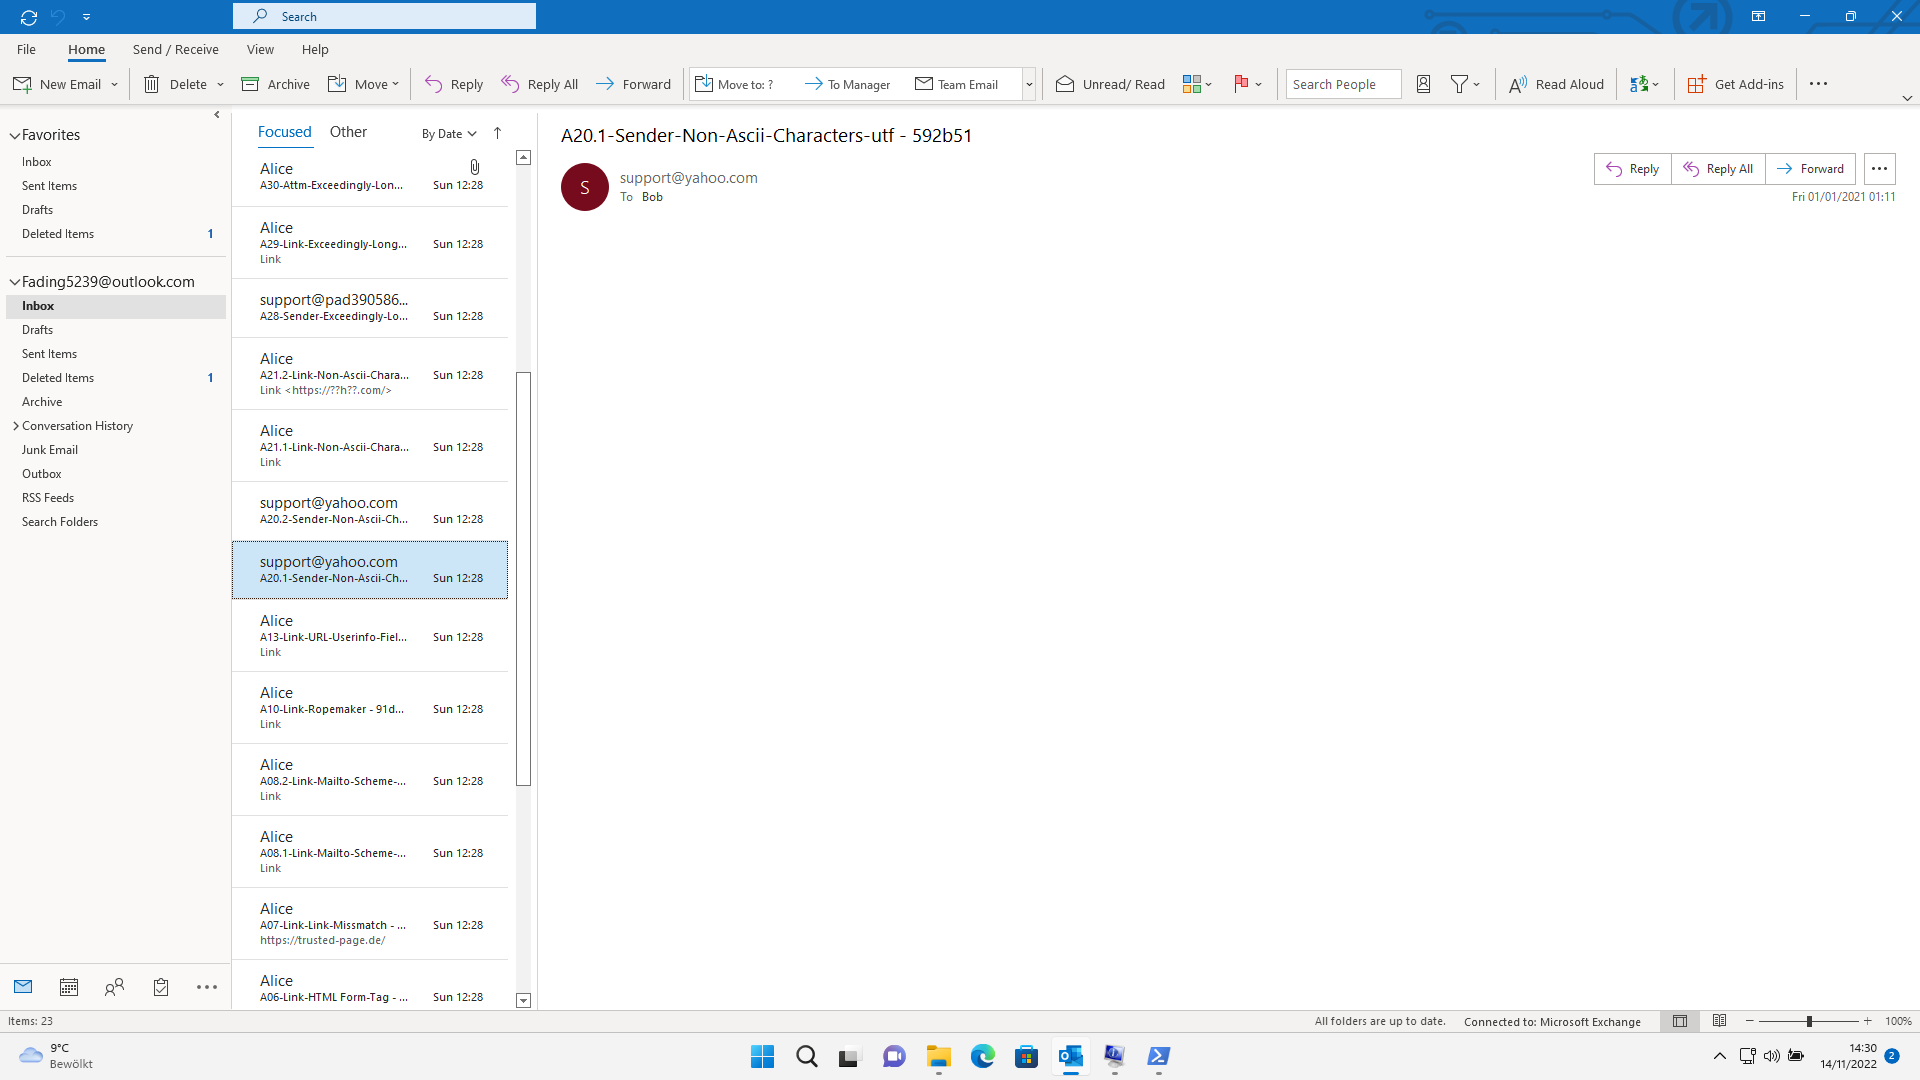 Search
File Home Send / Receive View Help
New Email Delete Archive Move Reply Reply All Forward Move to: ? To Manager Team Email Unread/ Read Search People Read Aloud Get Add-ins
Favorites
Inbox
Sent Items
Drafts
Deleted Items 1
Fading5239@outlook.com
Inbox
Drafts
Sent Items
Deleted Items 1
Archive
Conversation History
Junk Email
Outbox
RSS Feeds
Search Folders
Focused Other By Date
Alice
A30-Attm-Exceedingly-Lon... Sun 12:28
Alice
A29-Link-Exceedingly-Long... Sun 12:28
Link
support@pad390586...
A28-Sender-Exceedingly-Lo... Sun 12:28
Alice
A21.2-Link-Non-Ascii-Chara... Sun 12:28
Link <https://??h??.com/>
Alice
A21.1-Link-Non-Ascii-Chara... Sun 12:28
Link
support@yahoo.com
A20.2-Sender-Non-Ascii-Ch... Sun 12:28
support@yahoo.com
A20.1-Sender-Non-Ascii-Ch... Sun 12:28
Alice
A13-Link-URL-Userinfo-Fiel... Sun 12:28
Link
Alice
A10-Link-Ropemaker - 91d... Sun 12:28
Link
Alice
A08.2-Link-Mailto-Scheme-... Sun 12:28
Link
Alice
A08.1-Link-Mailto-Scheme-... Sun 12:28
Link
Alice
A07-Link-Link-Missmatch - ... Sun 12:28
https://trusted-page.de/
Alice
A06-Link-HTML Form-Tag - ... Sun 12:28
A20.1-Sender-Non-Ascii-Characters-utf - 592b51
S
support@yahoo.com
To Bob
Reply Reply All Forward
Fri 01/01/2021 01:11
Items: 23
All folders are up to date. Connected to: Microsoft Exchange 100%
9°C
Bewölkt
14:30
14/11/2022
2